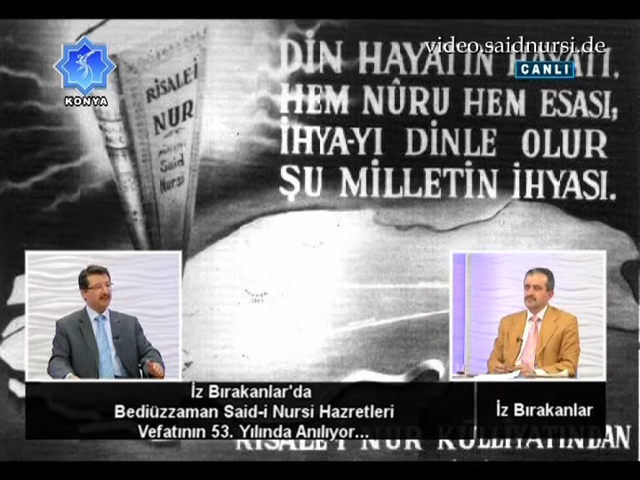 video.saidnursi.de
CANLI
KONYA
DİN HAYATIN HAYATI,
HEM NÛRU HEM ESASI;
İHYA-YI DİNLE OLUR
ŞU MİLLETİN İHYASI.
RİSALEİ
NUR
Said
Nursi
İz Bırakanlar'da
Bediüzzaman Said-i Nursi Hazretleri
Vefatının 53. Yılında Anılıyor...
İz Bırakanlar
RİSALE-İ NUR KÜLLİYATINDAN